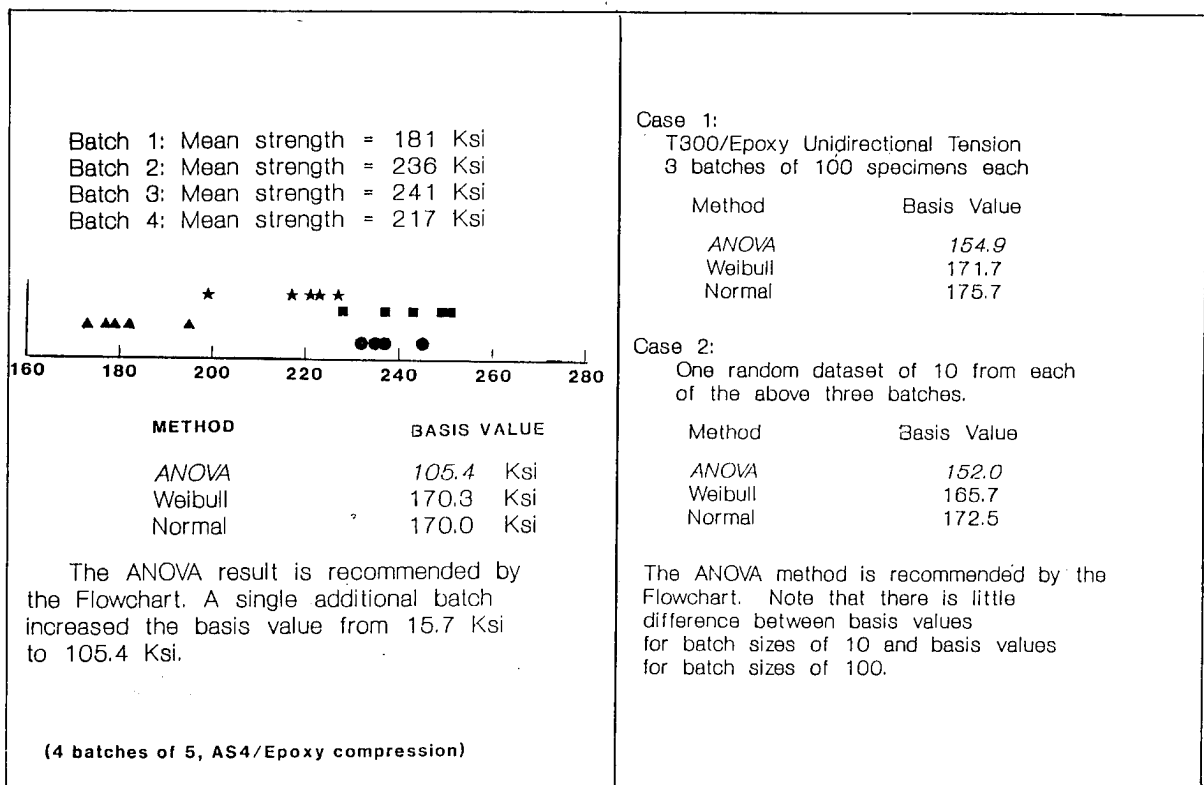 Batch 1: Mean strength = 181 Ksi
Batch 2: Mean strength = 236 Ksi
Batch 3: Mean strength = 241 Ksi
Batch 4: Mean strength = 217 Ksi
160 180 200 220 240 260 280
METHOD BASIS VALUE
ANOVA 105.4 Ksi
Weibull 170.3 Ksi
Normal 170.0 Ksi
The ANOVA result is recommended by
the Flowchart. A single additional batch
increased the basis value from 15.7 Ksi
to 105.4 Ksi.
(4 batches of 5, AS4/Epoxy compression)
Case 1:
T300/Epoxy Unidirectional Tension
3 batches of 100 specimens each
Method Basis Value
ANOVA 154.9
Weibull 171.7
Normal 175.7
Case 2:
One random dataset of 10 from each
of the above three batches.
Method Basis Value
ANOVA 152.0
Weibull 165.7
Normal 172.5
The ANOVA method is recommended by the
Flowchart. Note that there is little
difference between basis values
for batch sizes of 10 and basis values
for batch sizes of 100.